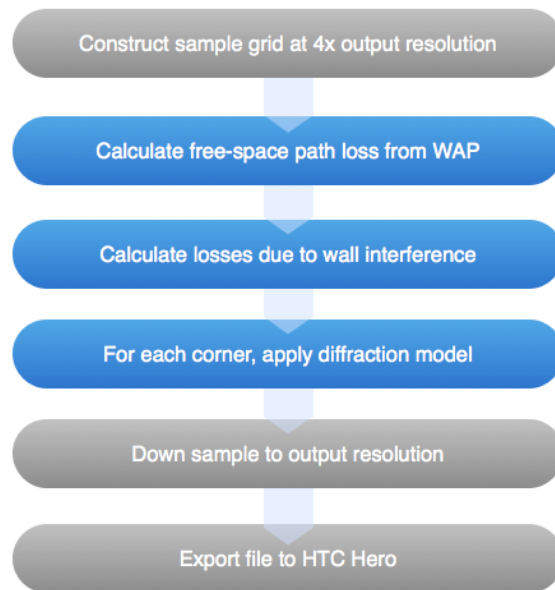 Construct sample grid at 4x output resolution
Calculate free-space path loss from WAP
Calculate losses due to wall interference
For each corner, apply diffraction model
Down sample to output resolution
Export file to HTC Hero